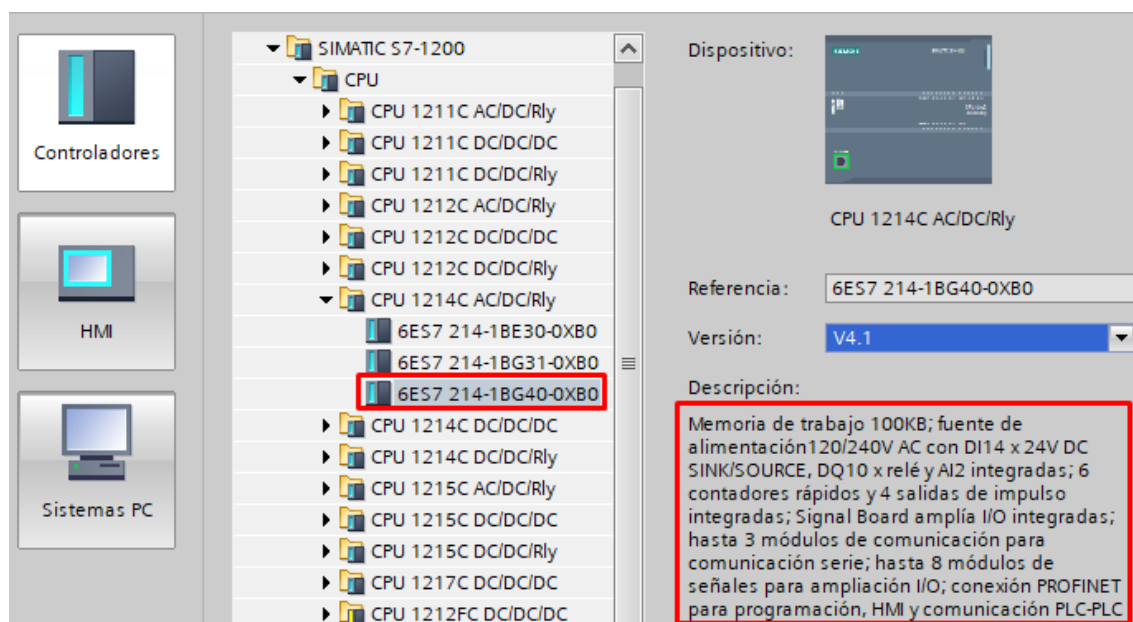 Controladores
HMI
Sistemas PC
SIMATIC S7-1200
CPU
CPU 1211C AC/DC/Rly
CPU 1211C DC/DC/DC
CPU 1211C DC/DC/Rly
CPU 1212C AC/DC/Rly
CPU 1212C DC/DC/DC
CPU 1212C DC/DC/Rly
CPU 1214C AC/DC/Rly
6ES7 214-1BE30-0XB0
6ES7 214-1BG31-0XB0
6ES7 214-1BG40-0XB0
CPU 1214C DC/DC/DC
CPU 1214C DC/DC/Rly
CPU 1215C AC/DC/Rly
CPU 1215C DC/DC/DC
CPU 1215C DC/DC/Rly
CPU 1217C DC/DC/DC
CPU 1212FC DC/DC/DC
Dispositivo:
CPU 1214C AC/DC/Rly
Referencia: 6ES7 214-1BG40-0XB0
Versión: V4.1
Descripción:
Memoria de trabajo 100KB; fuente de
alimentación120/240V AC con DI14 x 24V DC
SINK/SOURCE, DQ10 x relé y AI2 integradas; 6
contadores rápidos y 4 salidas de impulso
integradas; Signal Board amplía I/O integradas;
hasta 3 módulos de comunicación para
comunicación serie; hasta 8 módulos de
señales para ampliación I/O; conexión PROFINET
para programación, HMI y comunicación PLC-PLC